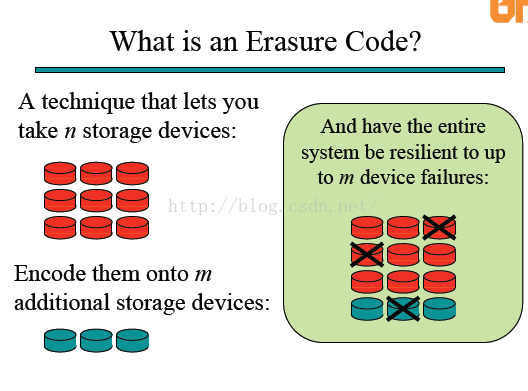 What is an Erasure Code?
A technique that lets you
take n storage devices:
Encode them onto m
additional storage devices:
And have the entire
system be resilient to up
to m device failures:
http://blog.csdn.net/